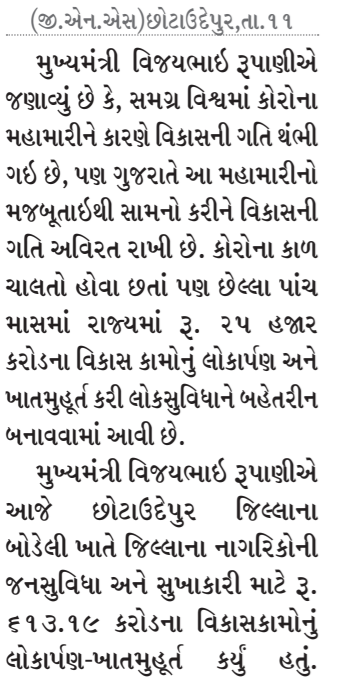 (જી.એન.એસ)છોટાઉદેપુર,તા.૧૧
મુખ્યમંત્રી વિજયભાઇ રૂપાણીએ
જણાવ્યું છે કે, સમગ્ર વિશ્વમાં કોરોના
મહામારીને કારણે વિકાસની ગતિ થંભી
ગઇ છે, પણ ગુજરાતે આ મહામારીનો
મજબૂતાઇથી સામનો કરીને વિકાસની
ગતિ અવિરત રાખી છે. કોરોના કાળ
ચાલતો હોવા છતાં પણ છેલ્લા પાંચ
માસમાં રાજ્યમાં રૂ. ૨૫ હજાર
કરોડના વિકાસ કામોનું લોકાર્પણ અને
ખાતમુહૂર્ત કરી લોકસુવિધાને બહેતરીન
બનાવવામાં આવી છે.
મુખ્યમંત્રી વિજયભાઇ રૂપાણીએ
આજે છોટાઉદેપુર જિલ્લાના
બોડેલી ખાતે જિલ્લાના નાગરિકોની
જનસુવિધા અને સુખાકારી માટે રૂ.
૬૧૩.૧૯ કરોડના વિકાસકામોનું
લોકાર્પણ-ખાતમુહૂર્ત કર્યું હતું.